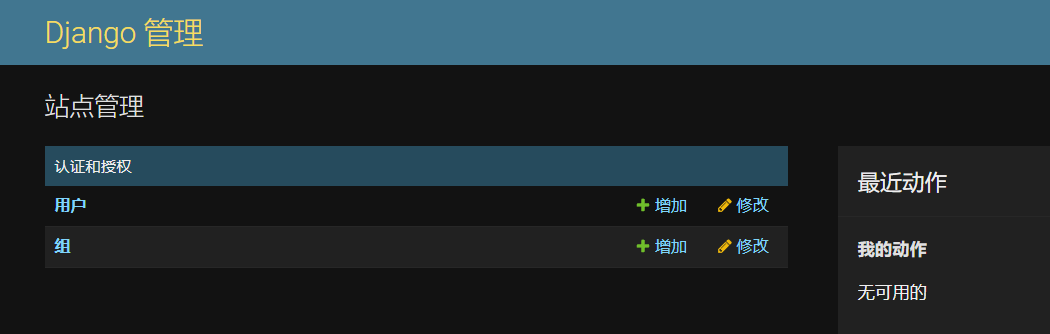 Django 管理
站点管理
认证和授权
用户 增加 修改
组 增加 修改
最近动作
我的动作
无可用的